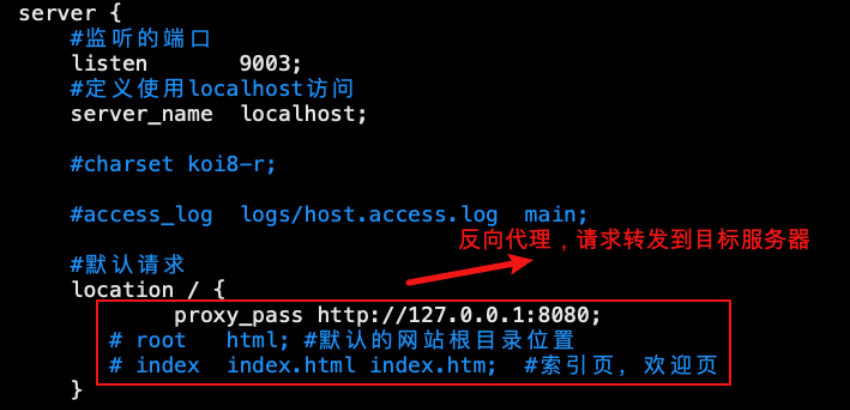 server {
#监听的端口
listen       9003;
#定义使用localhost访问
server_name  localhost;
#charset koi8-r;
#access_log  logs/host.access.log  main;
反向代理，请求转发到目标服务器
#默认请求
location / {
proxy_pass http://127.0.0.1:8080;
# root   html; #默认的网站根目录位置
# index  index.html index.htm;  #索引页，欢迎页
}